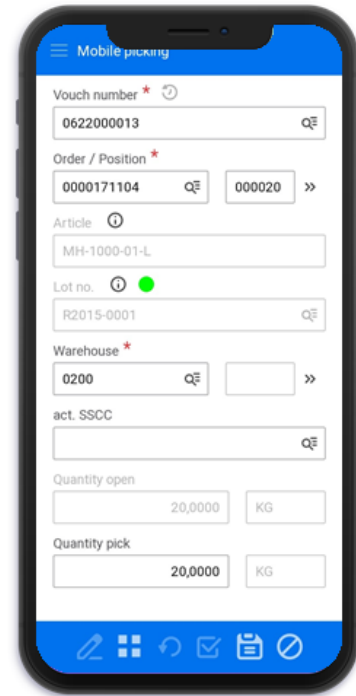 Mobile picking
Vouch number *
0622000013
Order / Position *
0000171104 000020 »
Article
MH-1000-01-L
Lot no.
R2015-0001
Warehouse *
0200 »
act. SSCC
Quantity open
20,0000 KG
Quantity pick
20,0000 KG